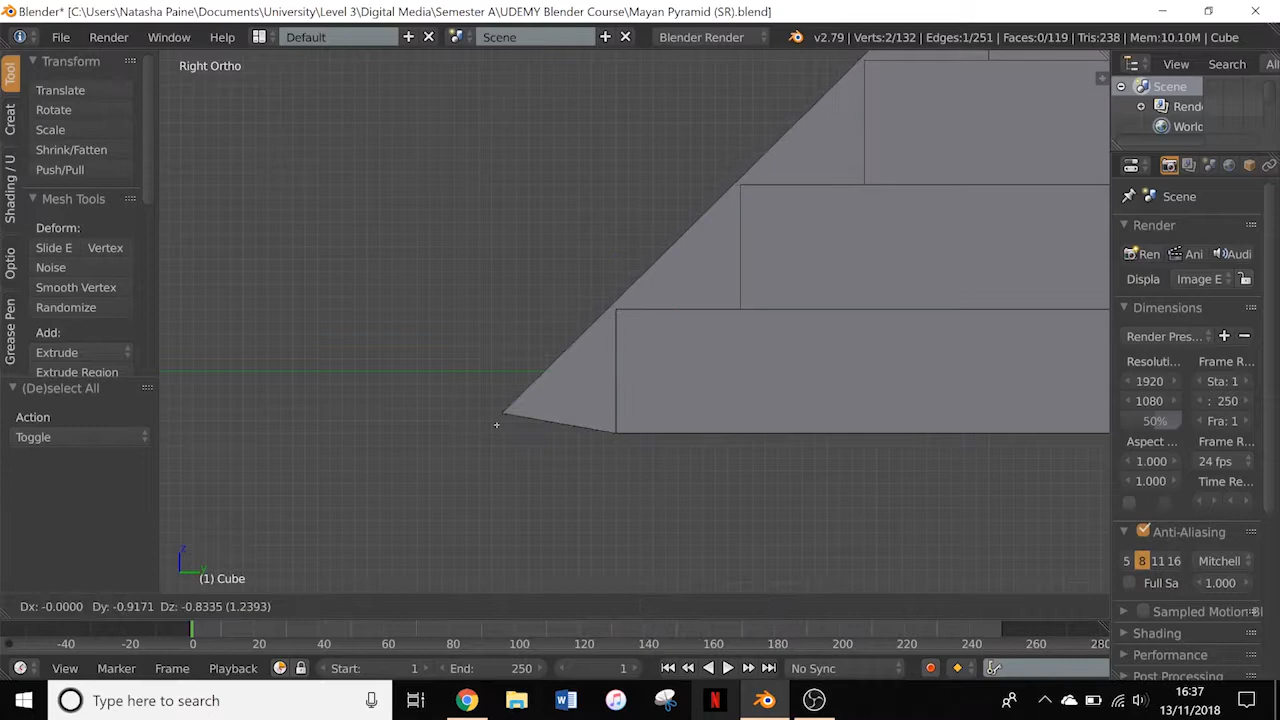 Blender* [C:\Users\Natasha Paine\Documents\University\Level 3\Digital Media\Semester A\UDEMY Blender Course\Mayan Pyramid (SR).blend]
File Render Window Help Default Scene Blender Render v2.79 | Verts:2/132 | Edges:1/251 | Faces:0/119 | Tris:238 | Mem:10.10M | Cube
Tool
Creat
Shading / U
Optio
Grease Pen
Transform
Translate
Rotate
Scale
Shrink/Fatten
Push/Pull
Mesh Tools
Deform:
Slide E Vertex
Noise
Smooth Vertex
Randomize
Add:
Extrude
Extrude Region
(De)select All
Action
Toggle
Right Ortho
z
y
(1) Cube
Dx: -0.0000 Dy: -0.9171 Dz: -0.8335 (1.2393)
View Search All
Scene
Rende
World
Scene
Render
Ren Ani Audi
Displa Image E
Dimensions
Render Pres...
Resoluti... Frame R...
1920 Sta: 1
1080 : 250
50% Fra: 1
Aspect ... Frame R...
1.000 24 fps
1.000 Time Re...
Anti-Aliasing
5 8 11 16 Mitchell
Full Sa 1.000
Sampled Motion Bl
Shading
Performance
Post Processing
-40 -20 0 20 40 60 80 100 120 140 160 180 200 220 240 260 280
View Marker Frame Playback Start: 1 End: 250 1 No Sync
Type here to search
16:37
13/11/2018